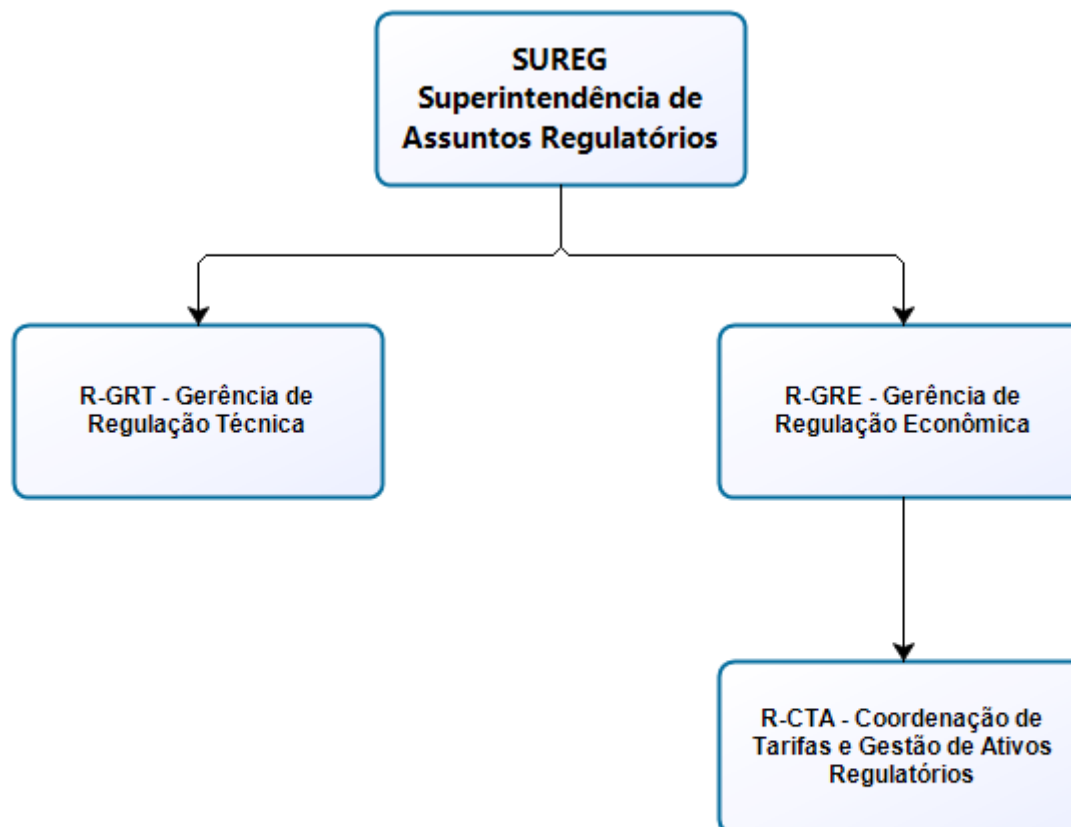 SUREG
Superintendência de
Assuntos Regulatórios
R-GRT - Gerência de
Regulação Técnica
R-GRE - Gerência de
Regulação Econômica
R-CTA - Coordenação de
Tarifas e Gestão de Ativos
Regulatórios